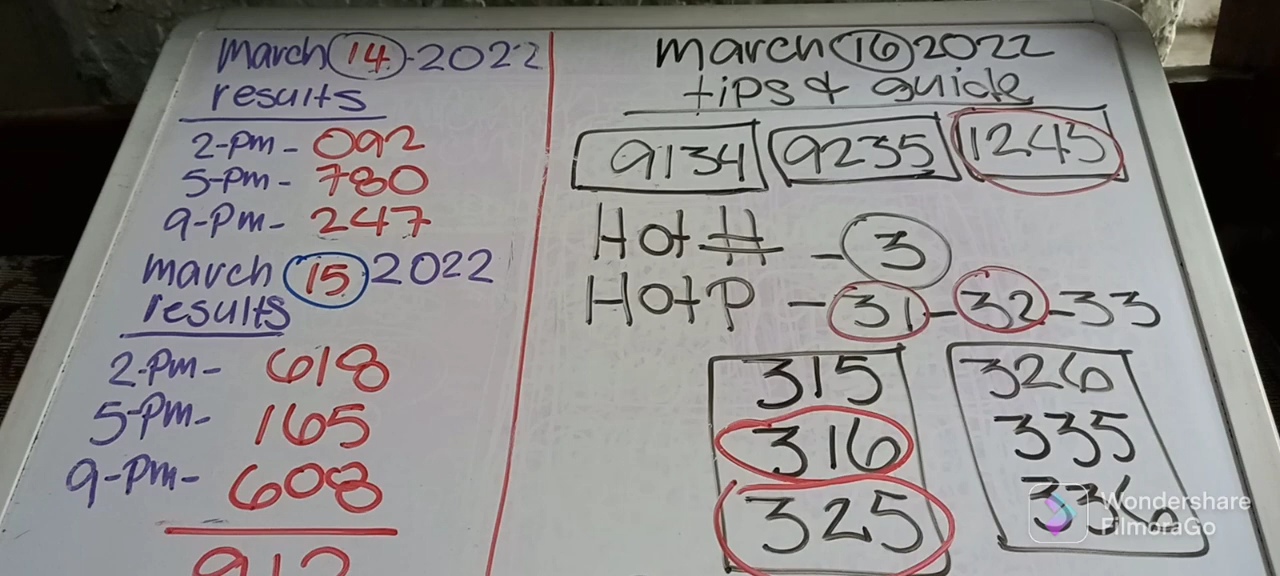 march 14-2022
results
2-Pm- 092
5-Pm- 780
9-Pm- 247
march 15 2022
results
2-Pm- 618
5-Pm- 165
9-Pm- 608
912
march 16 2022
tips & guide
9134 9235 1245
Hot # - 3
Hot P - 31-32-33
315
316
325
326
335
336
Wondershare
FilmoraGo